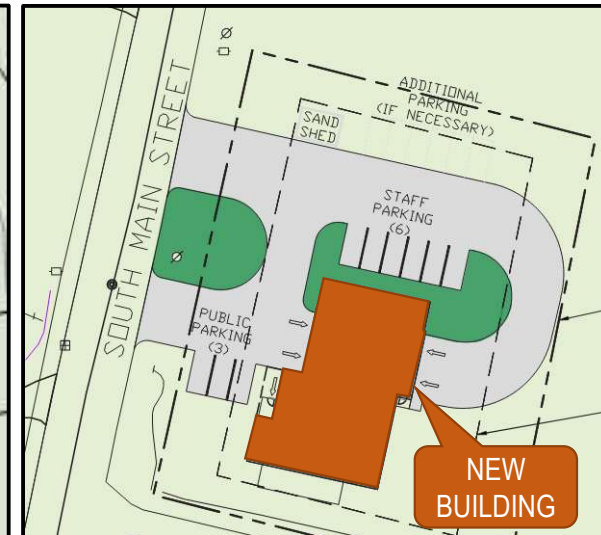 SOUTH MAIN STREET
ADDITIONAL
PARKING
(IF NECESSARY)
SAND
SHED
STAFF
PARKING
(6)
PUBLIC
PARKING
(3)
NEW
BUILDING